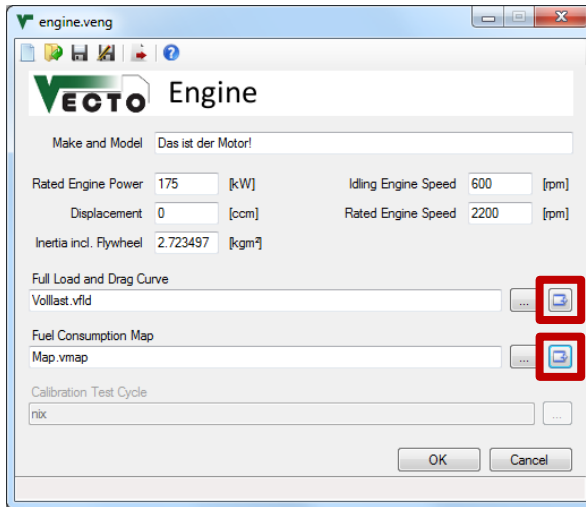 engine.veng
VECTO Engine
Make and Model Das ist der Motor!
Rated Engine Power 175 [kW] Idling Engine Speed 600 [rpm]
Displacement 0 [ccm] Rated Engine Speed 2200 [rpm]
Inertia incl. Flywheel 2.723497 [kgm²]
Full Load and Drag Curve
Volllast.vfld ...
Fuel Consumption Map
Map.vmap ...
Calibration Test Cycle
nix ...
OK Cancel